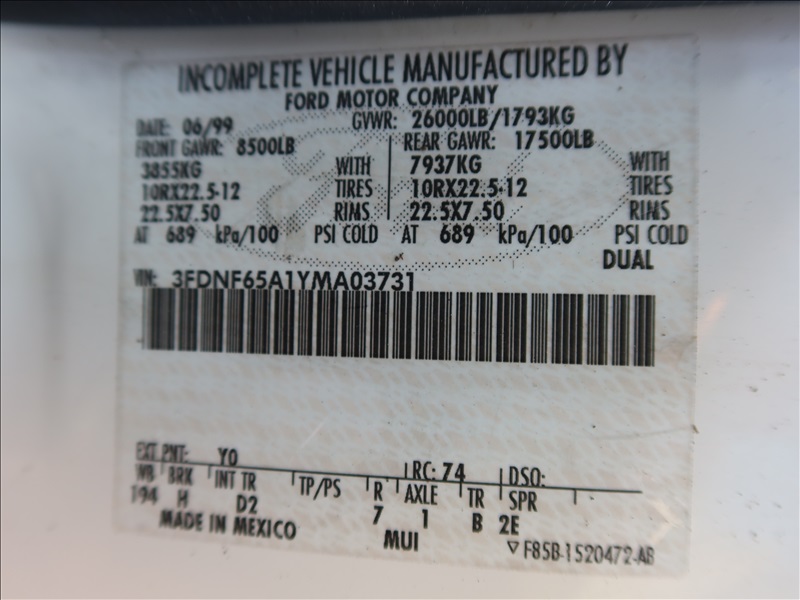 INCOMPLETE VEHICLE MANUFACTURED BY
FORD MOTOR COMPANY
DATE: 06/99 GVWR: 26000LB/1793KG
FRONT GAWR: 8500LB REAR GAWR: 17500LB
3855KG WITH 7937KG WITH
10RX22.5-12 TIRES 10RX22.5-12 TIRES
22.5X7.50 RIMS 22.5X7.50 RIMS
AT 689 kPa/100 PSI COLD AT 689 kPa/100 PSI COLD
DUAL
VIN: 3FDNF65A1YMA03731
EXT PNT: YO RC: 74 DSO:
WB BRK INT TR TP/PS R AXLE TR SPR
194 H D2 7 1 B 2E
MADE IN MEXICO MUI
F85B-1520472-AB